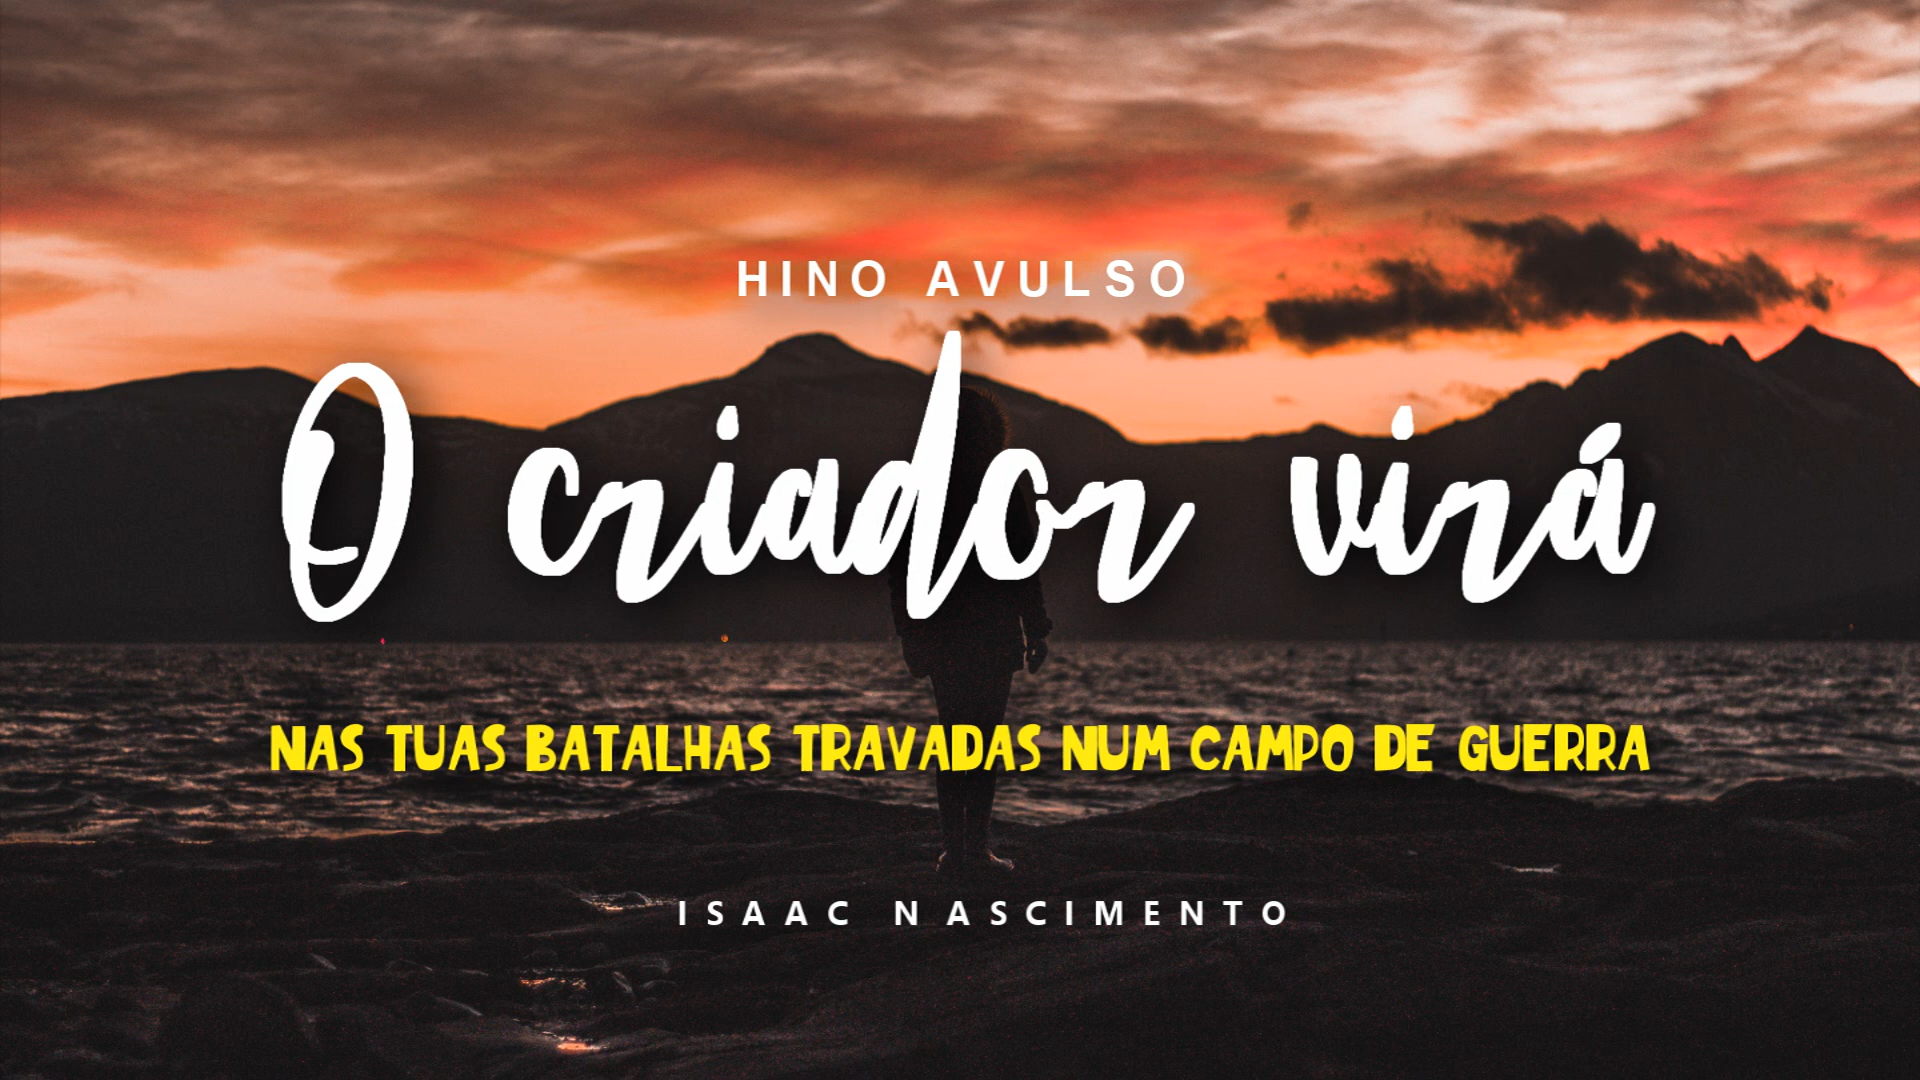 HINO AVULSO
O criador virá
NAS TUAS BATALHAS TRAVADAS NUM CAMPO DE GUERRA
ISAAC NASCIMENTO